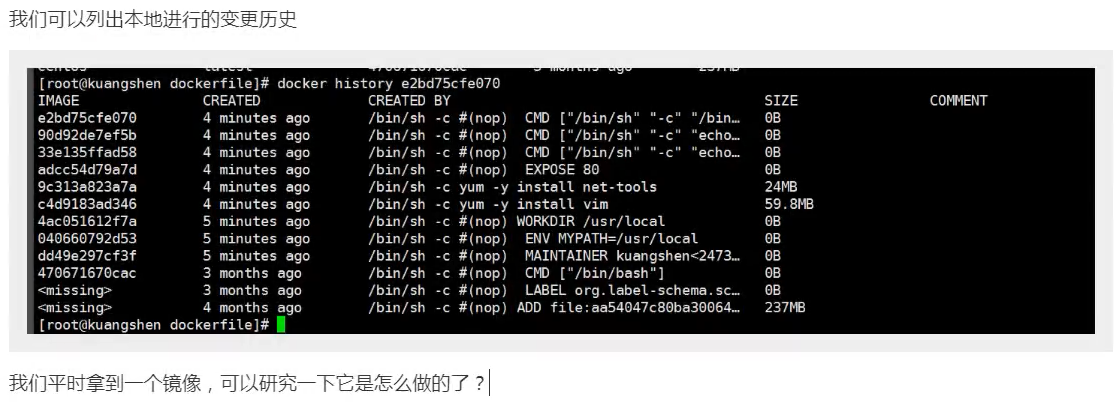 我们可以列出本地进行的变更历史
[root@kuangshen dockerfile]# docker history e2bd75cfe070
IMAGE CREATED CREATED BY SIZE COMMENT
e2bd75cfe070 4 minutes ago /bin/sh -c #(nop) CMD ["/bin/sh" "-c" "/bin… 0B
90d92de7ef5b 4 minutes ago /bin/sh -c #(nop) CMD ["/bin/sh" "-c" "echo… 0B
33e135ffad58 4 minutes ago /bin/sh -c #(nop) CMD ["/bin/sh" "-c" "echo… 0B
adcc54d79a7d 4 minutes ago /bin/sh -c #(nop) EXPOSE 80 0B
9c313a823a7a 4 minutes ago /bin/sh -c yum -y install net-tools 24MB
c4d9183ad346 4 minutes ago /bin/sh -c yum -y install vim 59.8MB
4ac051612f7a 5 minutes ago /bin/sh -c #(nop) WORKDIR /usr/local 0B
040660792d53 5 minutes ago /bin/sh -c #(nop) ENV MYPATH=/usr/local 0B
dd49e297cf3f 5 minutes ago /bin/sh -c #(nop) MAINTAINER kuangshen<2473… 0B
470671670cac 3 months ago /bin/sh -c #(nop) CMD ["/bin/bash"] 0B
<missing> 3 months ago /bin/sh -c #(nop) LABEL org.label-schema.sc… 0B
<missing> 4 months ago /bin/sh -c #(nop) ADD file:aa54047c80ba30064… 237MB
[root@kuangshen dockerfile]#
我们平时拿到一个镜像，可以研究一下它是怎么做的了？